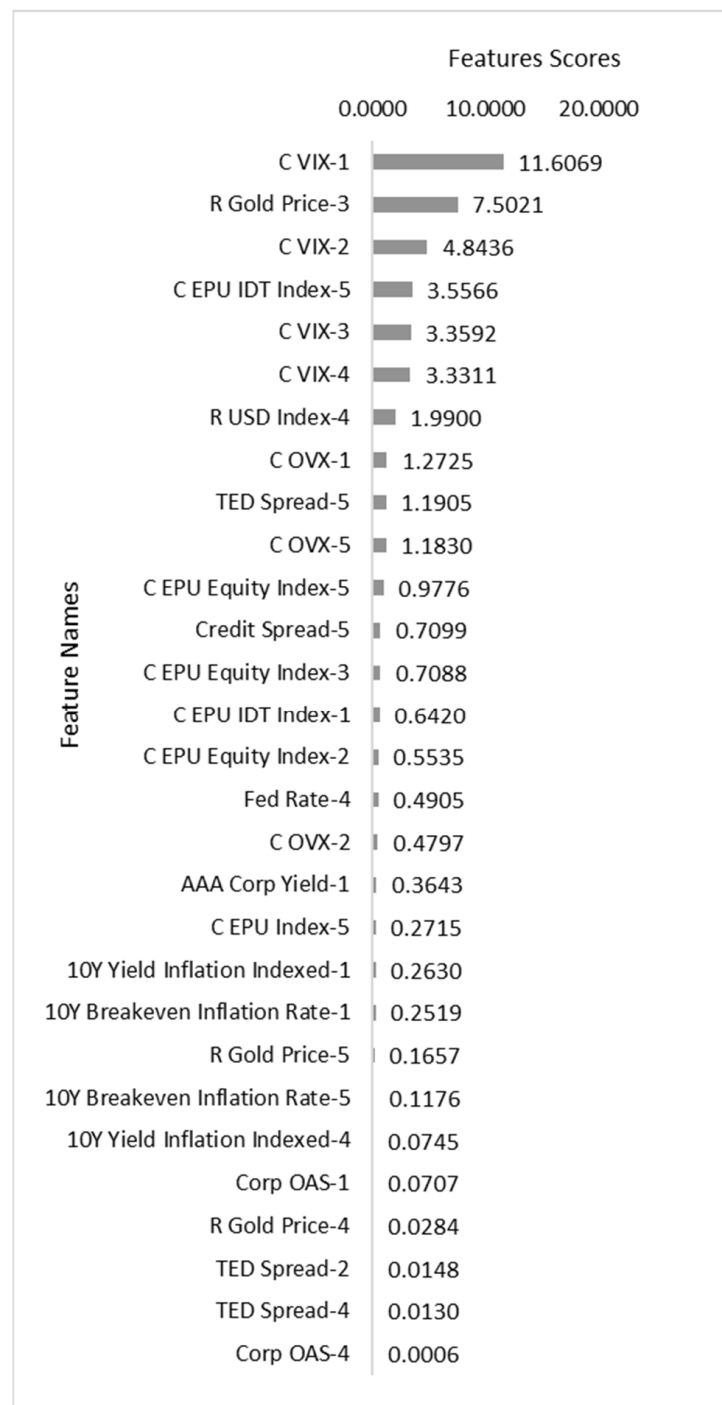 Features Scores
0.0000 10.0000 20.0000
C VIX-1 11.6069
R Gold Price-3 7.5021
C VIX-2 4.8436
C EPU IDT Index-5 3.5566
C VIX-3 3.3592
C VIX-4 3.3311
R USD Index-4 1.9900
C OVX-1 1.2725
TED Spread-5 1.1905
C OVX-5 1.1830
C EPU Equity Index-5 0.9776
Credit Spread-5 0.7099
C EPU Equity Index-3 0.7088
C EPU IDT Index-1 0.6420
C EPU Equity Index-2 0.5535
Fed Rate-4 0.4905
C OVX-2 0.4797
AAA Corp Yield-1 0.3643
C EPU Index-5 0.2715
10Y Yield Inflation Indexed-1 0.2630
10Y Breakeven Inflation Rate-1 0.2519
R Gold Price-5 0.1657
10Y Breakeven Inflation Rate-5 0.1176
10Y Yield Inflation Indexed-4 0.0745
Corp OAS-1 0.0707
R Gold Price-4 0.0284
TED Spread-2 0.0148
TED Spread-4 0.0130
Corp OAS-4 0.0006
Feature Names